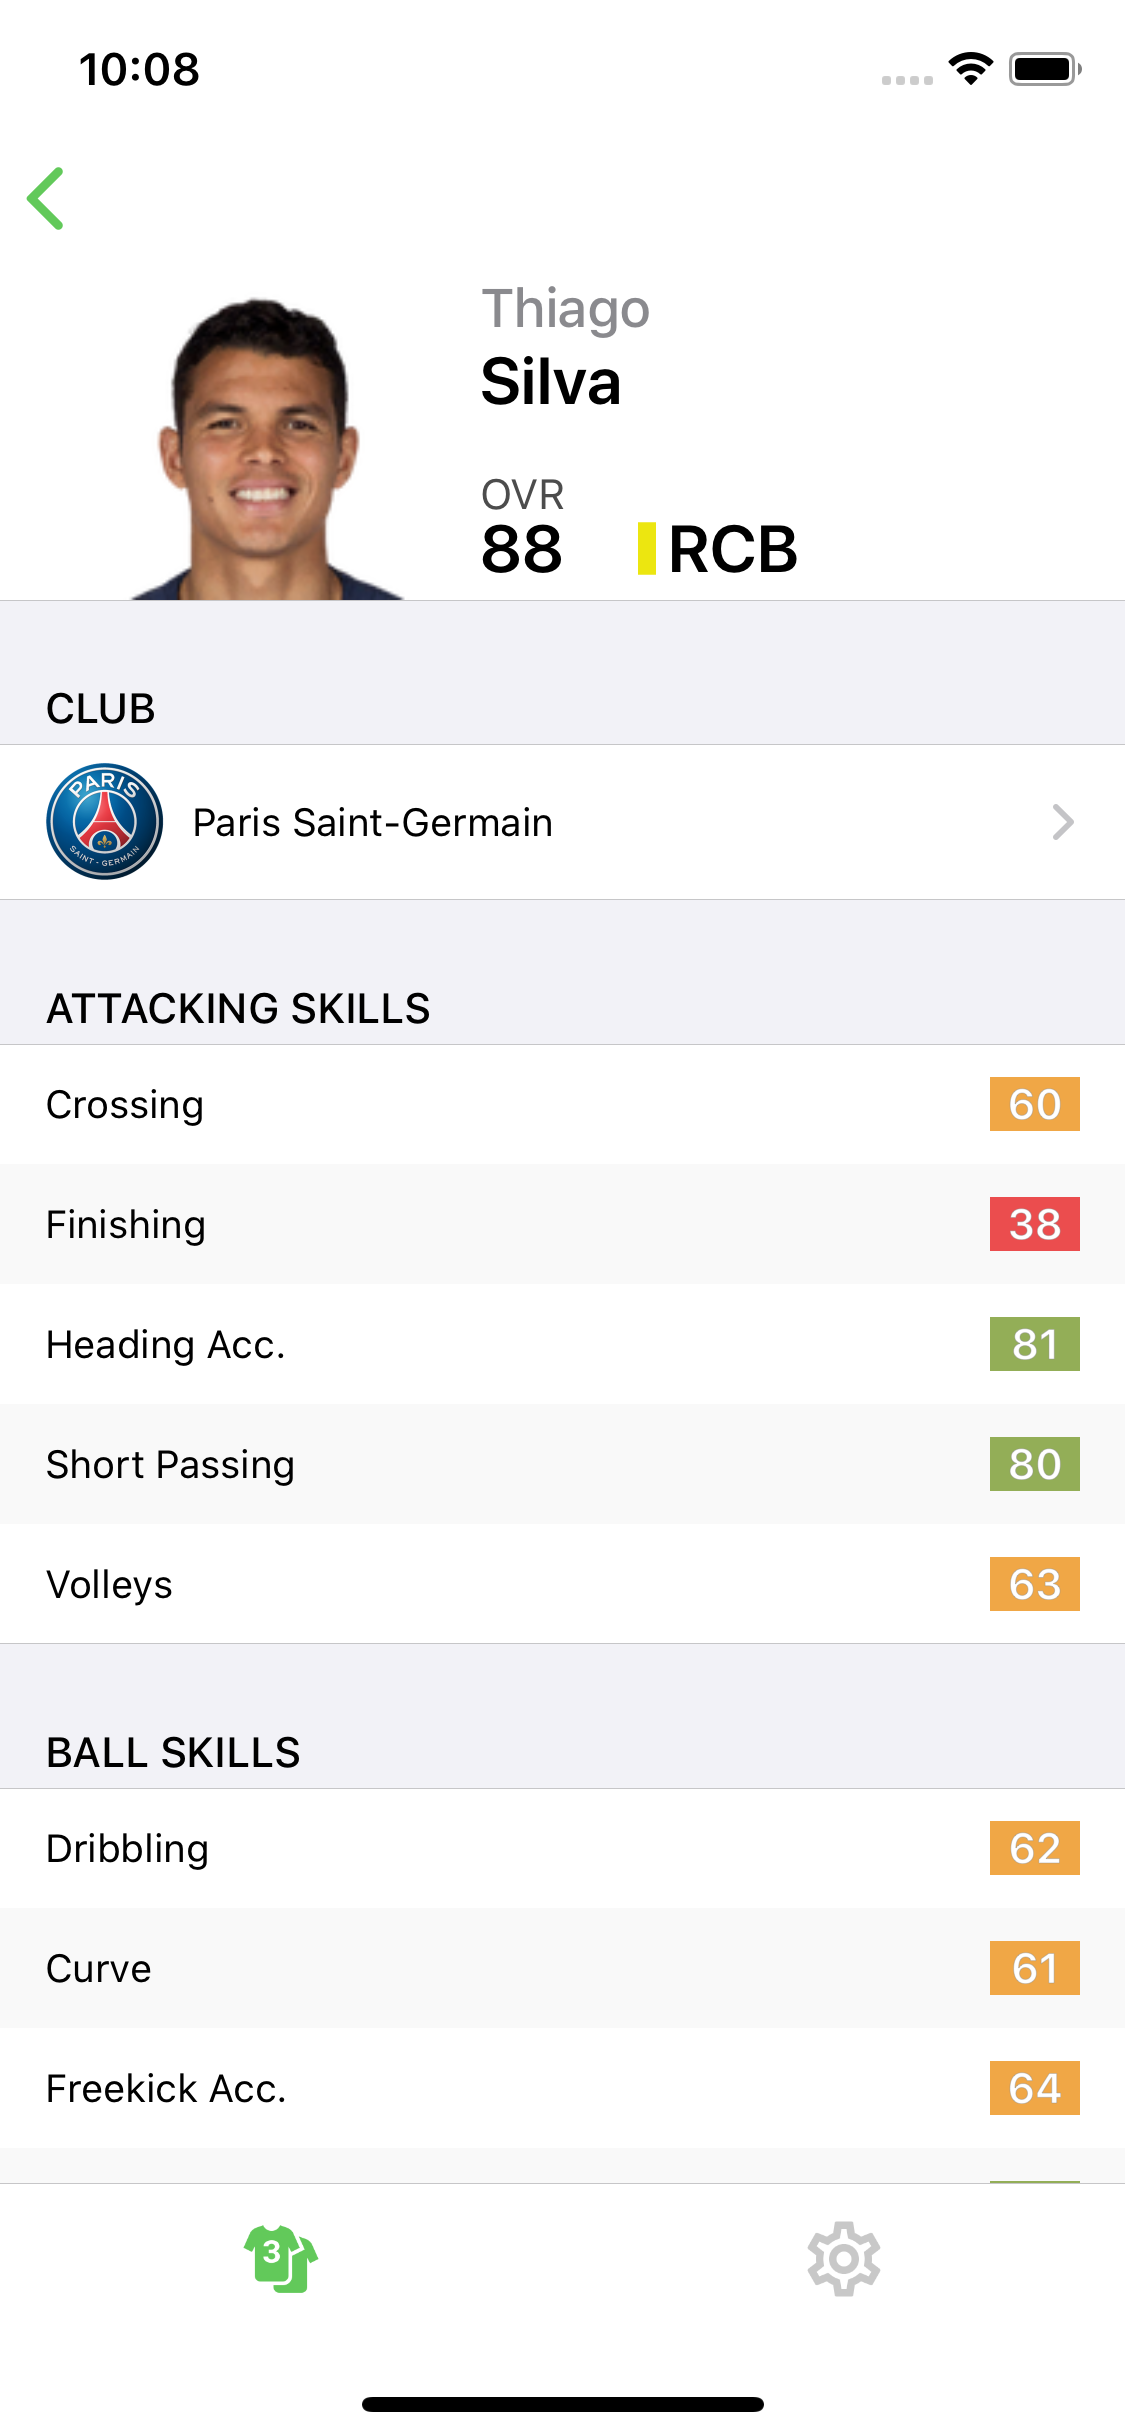 10:08
Thiago
Silva
OVR
88 RCB
CLUB
PARIS
SAINT-GERMAIN
Paris Saint-Germain
ATTACKING SKILLS
Crossing 60
Finishing 38
Heading Acc. 81
Short Passing 80
Volleys 63
BALL SKILLS
Dribbling 62
Curve 61
Freekick Acc. 64
3